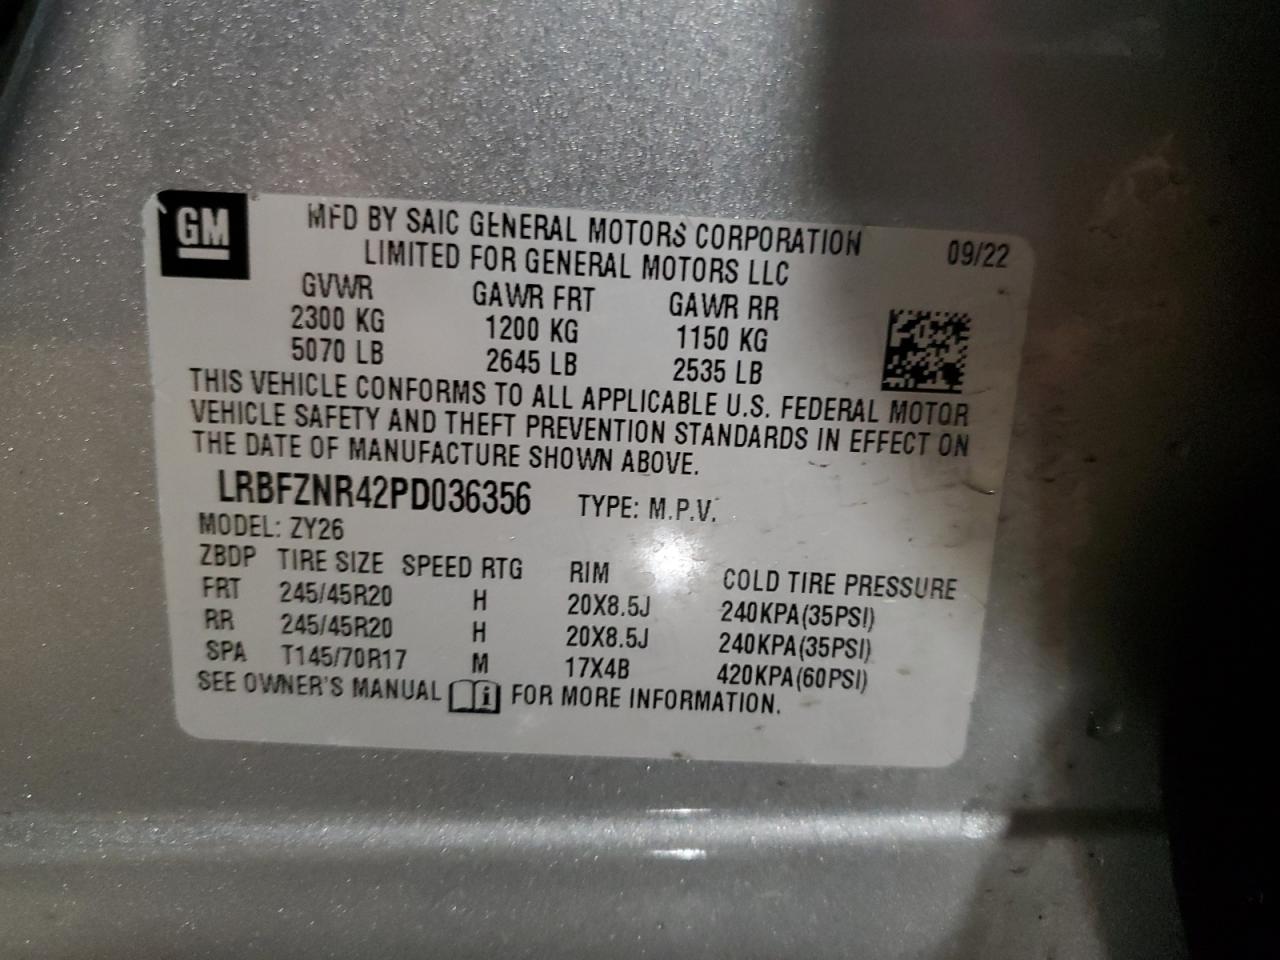 GM
MFD BY SAIC GENERAL MOTORS CORPORATION
LIMITED FOR GENERAL MOTORS LLC
09/22
GVWR GAWR FRT GAWR RR
2300 KG 1200 KG 1150 KG
5070 LB 2645 LB 2535 LB
THIS VEHICLE CONFORMS TO ALL APPLICABLE U.S. FEDERAL MOTOR
VEHICLE SAFETY AND THEFT PREVENTION STANDARDS IN EFFECT ON
THE DATE OF MANUFACTURE SHOWN ABOVE.
LRBFZNR42PD036356 TYPE: M.P.V.
MODEL: ZY26
ZBDP TIRE SIZE SPEED RTG RIM COLD TIRE PRESSURE
FRT 245/45R20 H 20X8.5J 240KPA(35PSI)
RR 245/45R20 H 20X8.5J 240KPA(35PSI)
SPA T145/70R17 M 17X4B 420KPA(60PSI)
SEE OWNER'S MANUAL i FOR MORE INFORMATION.